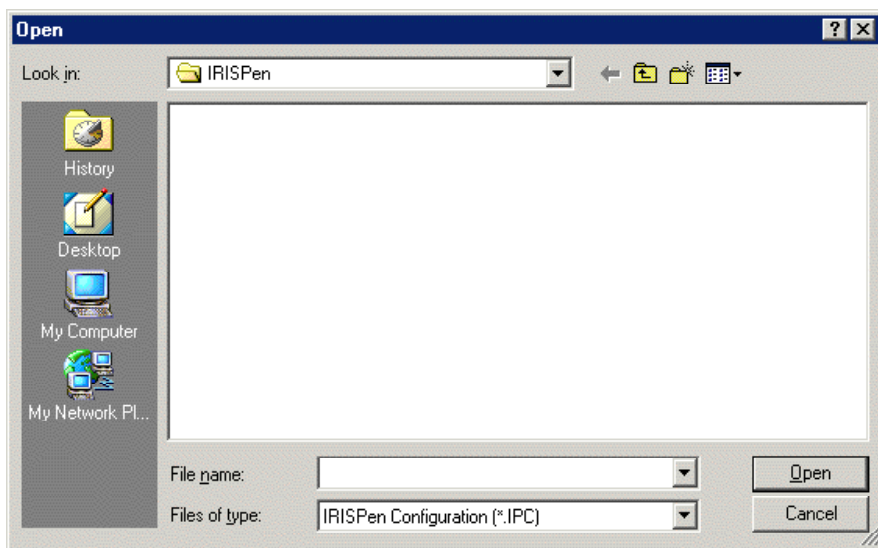 Open
Look in:
IRISPen
History
Desktop
My Computer
My Network Pl...
File name:
Open
Files of type:
IRISPen Configuration (*.IPC)
Cancel